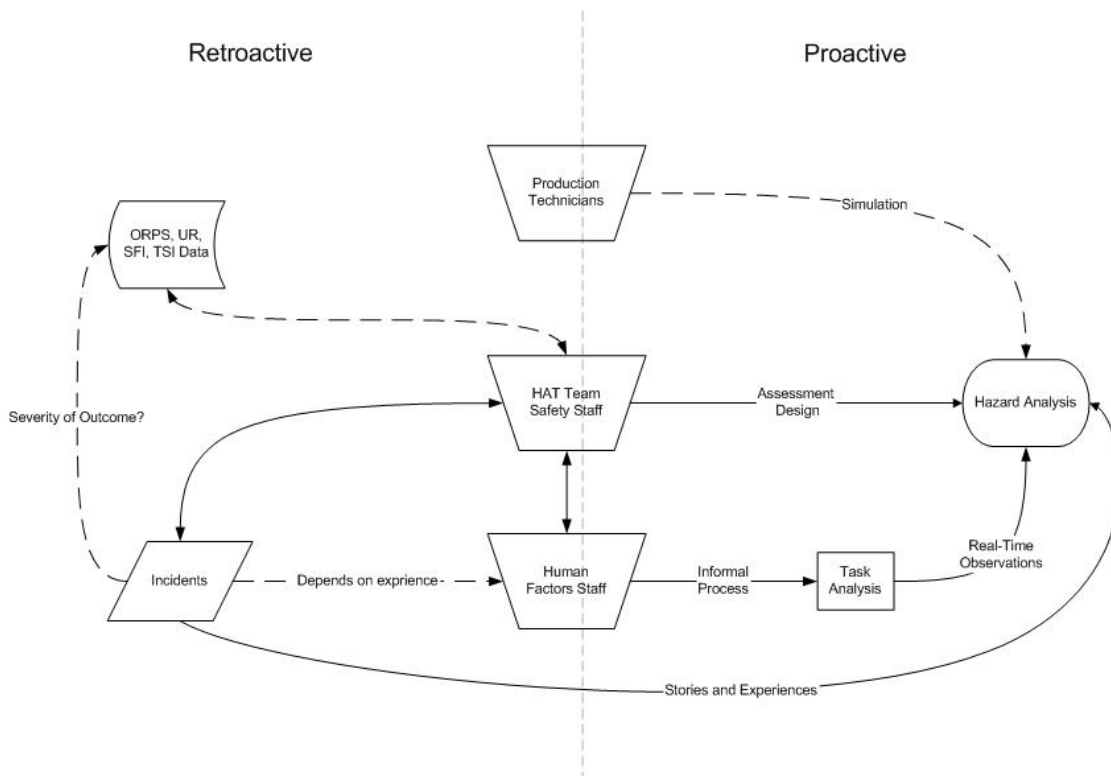 Retroactive
Proactive
Production
Technicians
Simulation
ORPS, UR,
SFI, TSI Data
HAT Team
Safety Staff
Assessment
Design
Hazard Analysis
Severity of Outcome?
Incidents
Depends on exprience
Human
Factors Staff
Informal
Process
Task
Analysis
Real-Time
Observations
Stories and Experiences